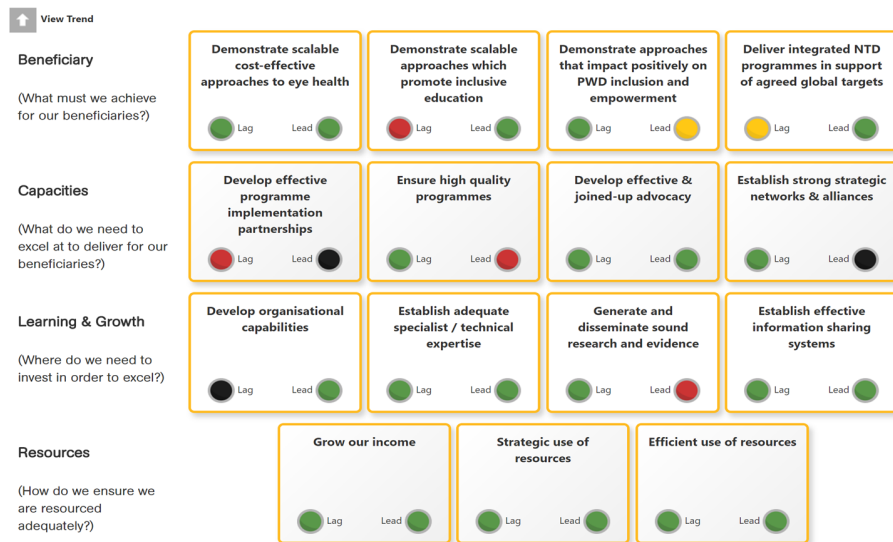 View Trend
Beneficiary
(What must we achieve
for our beneficiaries?)
Demonstrate scalable
cost-effective
approaches to eye health
Lag Lead
Demonstrate scalable
approaches which
promote inclusive
education
Lag Lead
Demonstrate approaches
that impact positively on
PWD inclusion and
empowerment
Lag Lead
Deliver integrated NTD
programmes in support
of agreed global targets
Lag Lead
Capacities
(What do we need to
excel at to deliver for our
beneficiaries?)
Develop effective
programme
implementation
partnerships
Lag Lead
Ensure high quality
programmes
Lag Lead
Develop effective &
joined-up advocacy
Lag Lead
Establish strong strategic
networks & alliances
Lag Lead
Learning & Growth
(Where do we need to
invest in order to excel?)
Develop organisational
capabilities
Lag Lead
Establish adequate
specialist / technical
expertise
Lag Lead
Generate and
disseminate sound
research and evidence
Lag Lead
Establish effective
information sharing
systems
Lag Lead
Resources
(How do we ensure we
are resourced
adequately?)
Grow our income
Lag Lead
Strategic use of
resources
Lag Lead
Efficient use of resources
Lag Lead